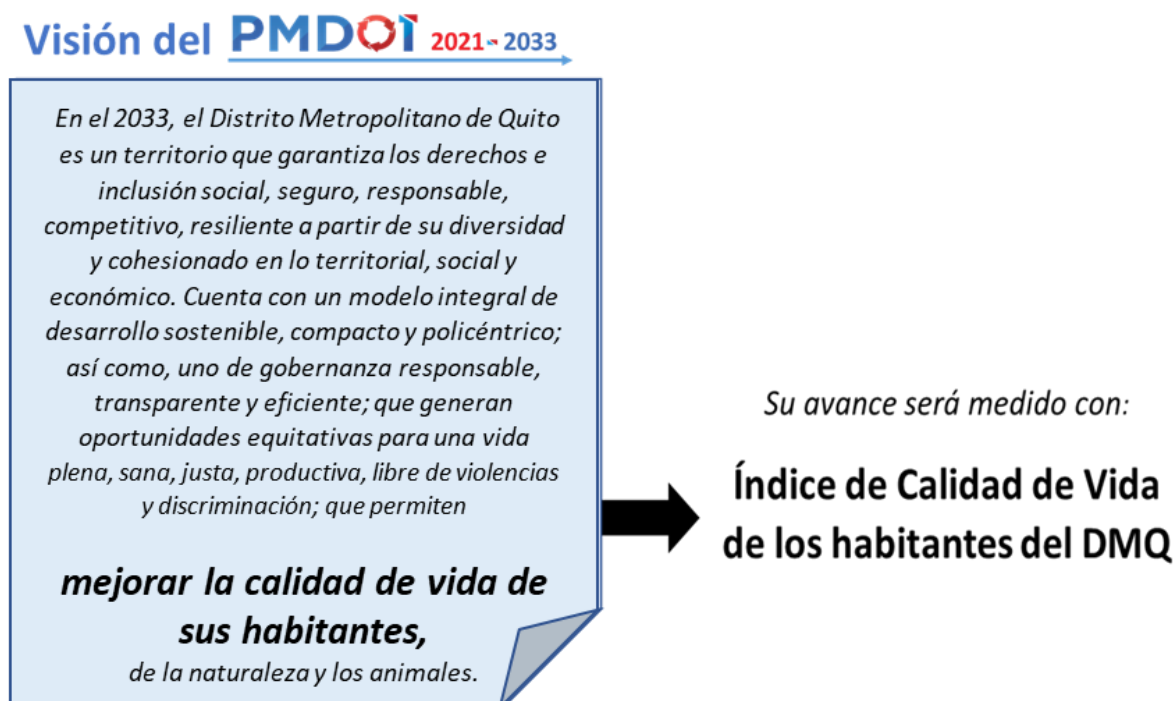 Visión del PMDOT 2021-2033
En el 2033, el Distrito Metropolitano de Quito
es un territorio que garantiza los derechos e
inclusión social, seguro, responsable,
competitivo, resiliente a partir de su diversidad
y cohesionado en lo territorial, social y
económico. Cuenta con un modelo integral de
desarrollo sostenible, compacto y policéntrico;
así como, uno de gobernanza responsable,
transparente y eficiente; que generan
oportunidades equitativas para una vida
plena, sana, justa, productiva, libre de violencias
y discriminación; que permiten
mejorar la calidad de vida de
sus habitantes,
de la naturaleza y los animales.
Su avance será medido con:
Índice de Calidad de Vida
de los habitantes del DMQ